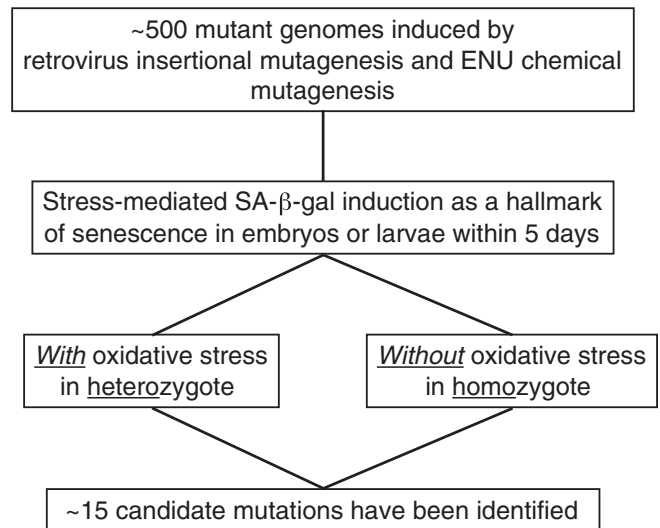 ~500 mutant genomes induced by
retrovirus insertional mutagenesis and ENU chemical
mutagenesis
Stress-mediated SA-β-gal induction as a hallmark
of senescence in embryos or larvae within 5 days
With oxidative stress
in heterozygote
Without oxidative stress
in homozygote
~15 candidate mutations have been identified